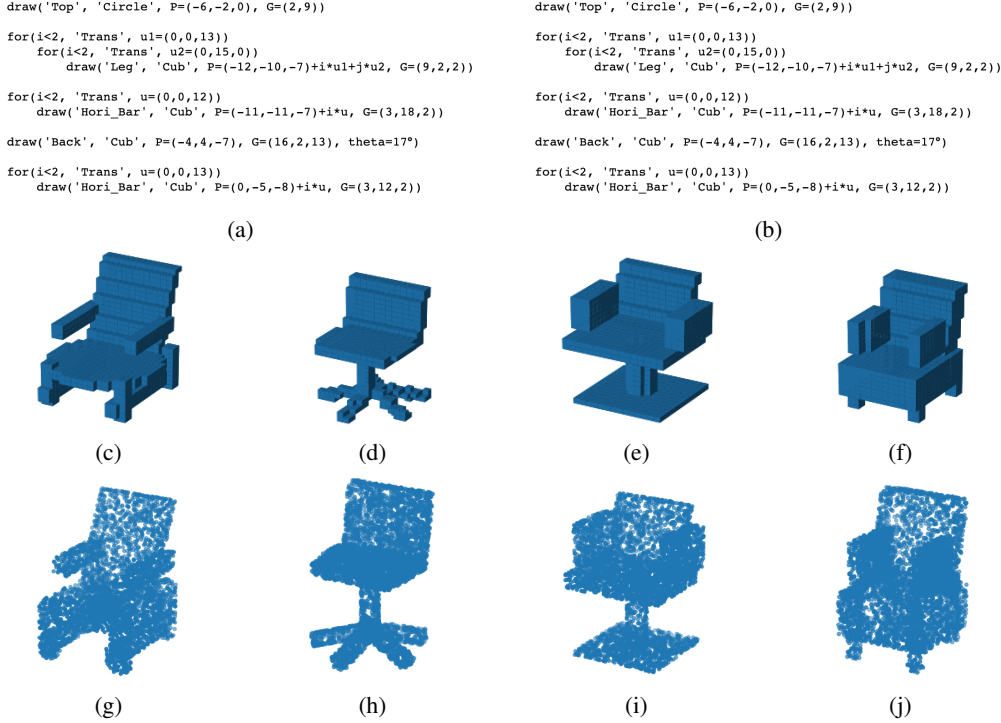 draw('Top', 'Circle', P=(-6,-2,0), G=(2,9))
for(i<2, 'Trans', u1=(0,0,13))
for(i<2, 'Trans', u2=(0,15,0))
draw('Leg', 'Cub', P=(-12,-10,-7)+i*u1+j*u2, G=(9,2,2))
for(i<2, 'Trans', u=(0,0,12))
draw('Hori_Bar', 'Cub', P=(-11,-11,-7)+i*u, G=(3,18,2))
draw('Back', 'Cub', P=(-4,4,-7), G=(16,2,13), theta=17°)
for(i<2, 'Trans', u=(0,0,13))
draw('Hori_Bar', 'Cub', P=(0,-5,-8)+i*u, G=(3,12,2))
(a)
draw('Top', 'Circle', P=(-6,-2,0), G=(2,9))
for(i<2, 'Trans', u1=(0,0,13))
for(i<2, 'Trans', u2=(0,15,0))
draw('Leg', 'Cub', P=(-12,-10,-7)+i*u1+j*u2, G=(9,2,2))
for(i<2, 'Trans', u=(0,0,12))
draw('Hori_Bar', 'Cub', P=(-11,-11,-7)+i*u, G=(3,18,2))
draw('Back', 'Cub', P=(-4,4,-7), G=(16,2,13), theta=17°)
for(i<2, 'Trans', u=(0,0,13))
draw('Hori_Bar', 'Cub', P=(0,-5,-8)+i*u, G=(3,12,2))
(b)
(c)
(d)
(e)
(f)
(g)
(h)
(i)
(j)